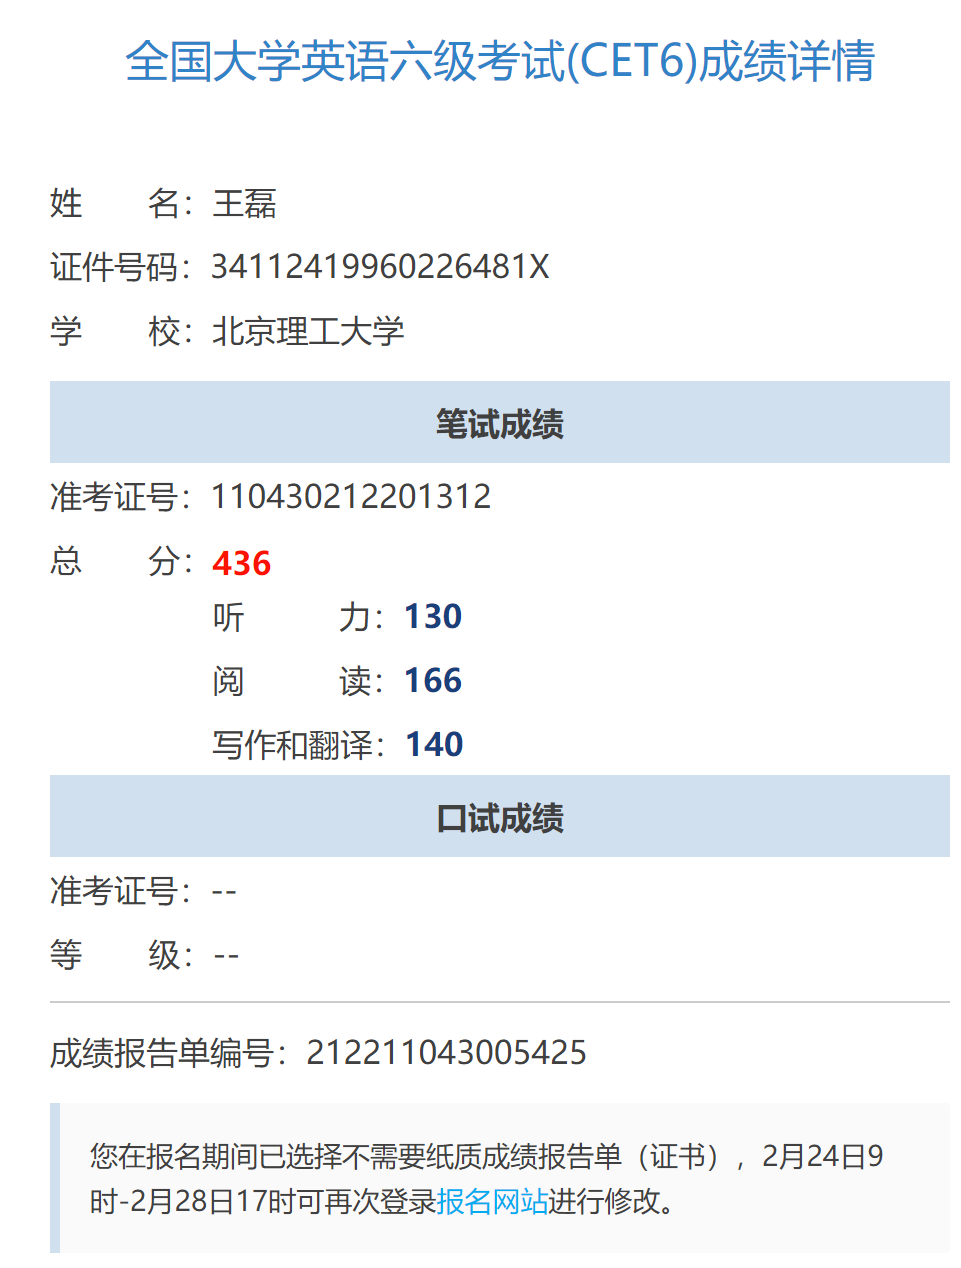 全国大学英语六级考试(CET6)成绩详情
姓 名：王磊
证件号码：34112419960226481X
学 校：北京理工大学
笔试成绩
准考证号：110430212201312
总 分：436
听 力：130
阅 读：166
写作和翻译：140
口试成绩
准考证号：--
等 级：--
成绩报告单编号：212211043005425
您在报名期间已选择不需要纸质成绩报告单（证书），2月24日9
时-2月28日17时可再次登录报名网站进行修改。